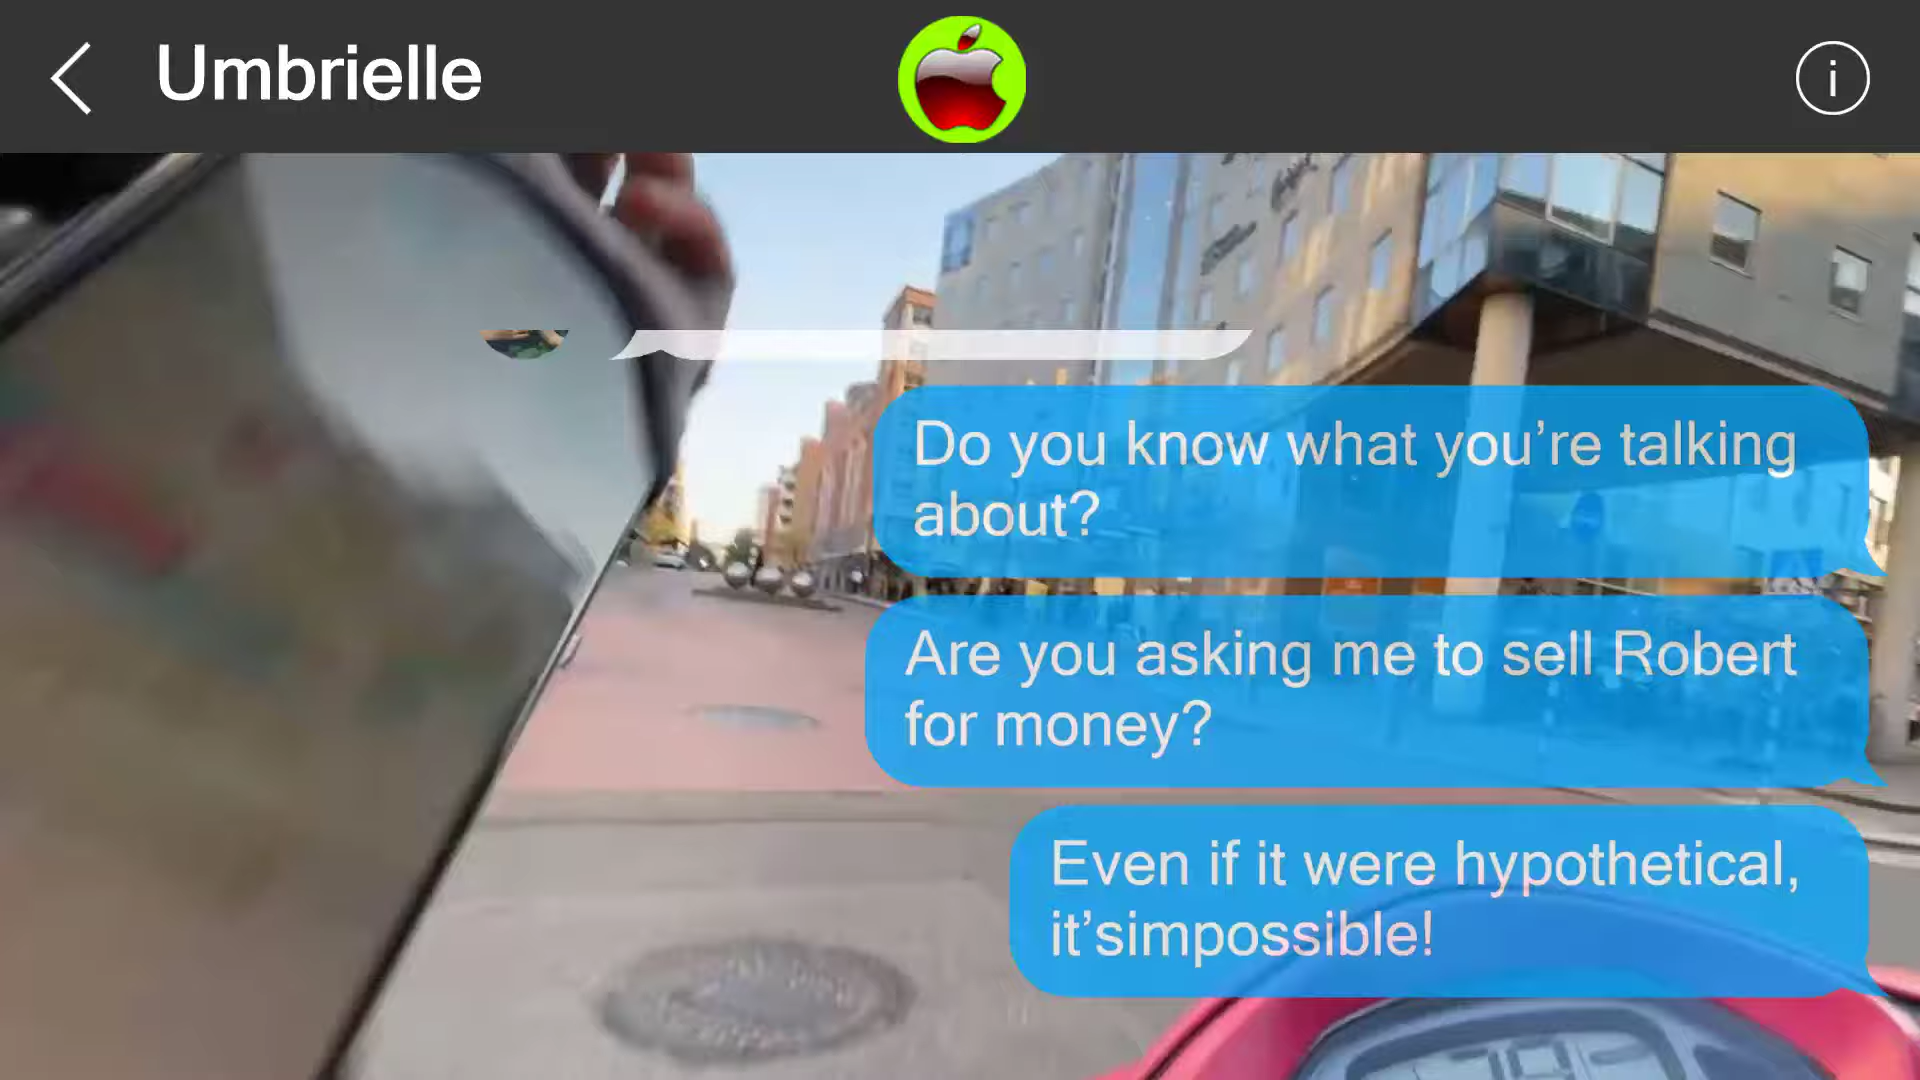 Umbrielle
Do you know what you're talking
about?
Are you asking me to sell Robert
for money?
Even if it were hypothetical,
it'simpossible!